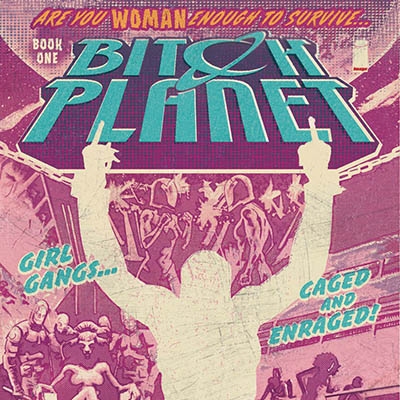 ARE YOU WOMAN ENOUGH TO SURVIVE..
BOOK
ONE
BITCH
PLANET
GIRL
GANGS...
CAGED
AND
ENRAGED!